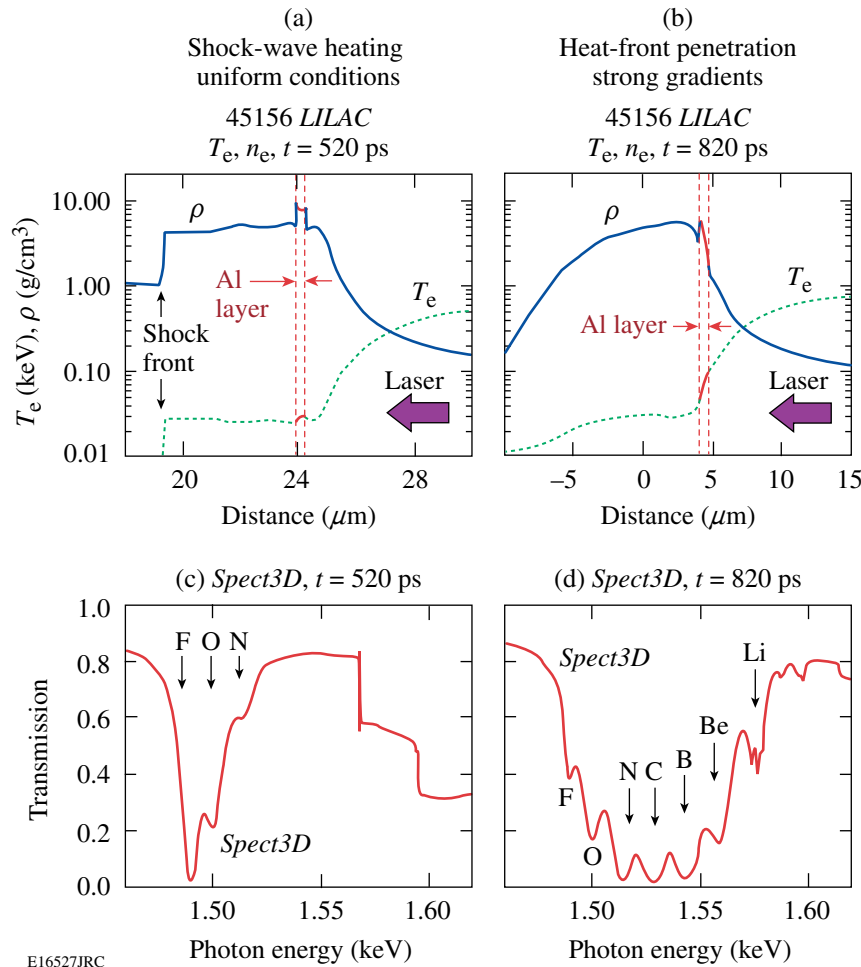 (a)
Shock-wave heating
uniform conditions
45156 LILAC
Te, ne, t = 520 ps
10.00
1.00
0.10
0.01
Te (keV), ρ (g/cm3)
ρ
Al
layer
Te
Shock
front
Laser
20
24
28
Distance (μm)
(b)
Heat-front penetration
strong gradients
45156 LILAC
Te, ne, t = 820 ps
ρ
Te
Al layer
Laser
−5
0
5
10
15
Distance (μm)
(c) Spect3D, t = 520 ps
1.0
0.8
0.6
0.4
0.2
0.0
Transmission
F O N
Spect3D
1.50
1.55
1.60
Photon energy (keV)
(d) Spect3D, t = 820 ps
Spect3D
Li
Be
N C B
F
O
1.50
1.55
1.60
Photon energy (keV)
E16527JRC